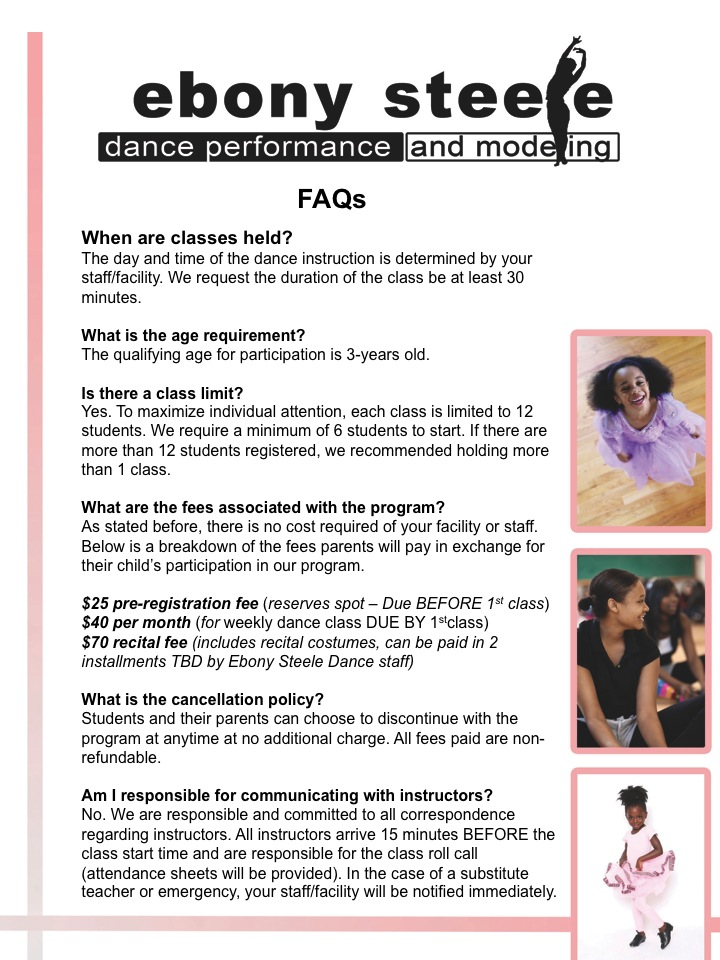 ebony steele
dance performance and modeling
FAQs
When are classes held?
The day and time of the dance instruction is determined by your
staff/facility. We request the duration of the class be at least 30
minutes.
What is the age requirement?
The qualifying age for participation is 3-years old.
Is there a class limit?
Yes. To maximize individual attention, each class is limited to 12
students. We require a minimum of 6 students to start. If there are
more than 12 students registered, we recommended holding more
than 1 class.
What are the fees associated with the program?
As stated before, there is no cost required of your facility or staff.
Below is a breakdown of the fees parents will pay in exchange for
their child’s participation in our program.
$25 pre-registration fee (reserves spot – Due BEFORE 1st class)
$40 per month (for weekly dance class DUE BY 1stclass)
$70 recital fee (includes recital costumes, can be paid in 2
installments TBD by Ebony Steele Dance staff)
What is the cancellation policy?
Students and their parents can choose to discontinue with the
program at anytime at no additional charge. All fees paid are non-
refundable.
Am I responsible for communicating with instructors?
No. We are responsible and committed to all correspondence
regarding instructors. All instructors arrive 15 minutes BEFORE the
class start time and are responsible for the class roll call
(attendance sheets will be provided). In the case of a substitute
teacher or emergency, your staff/facility will be notified immediately.